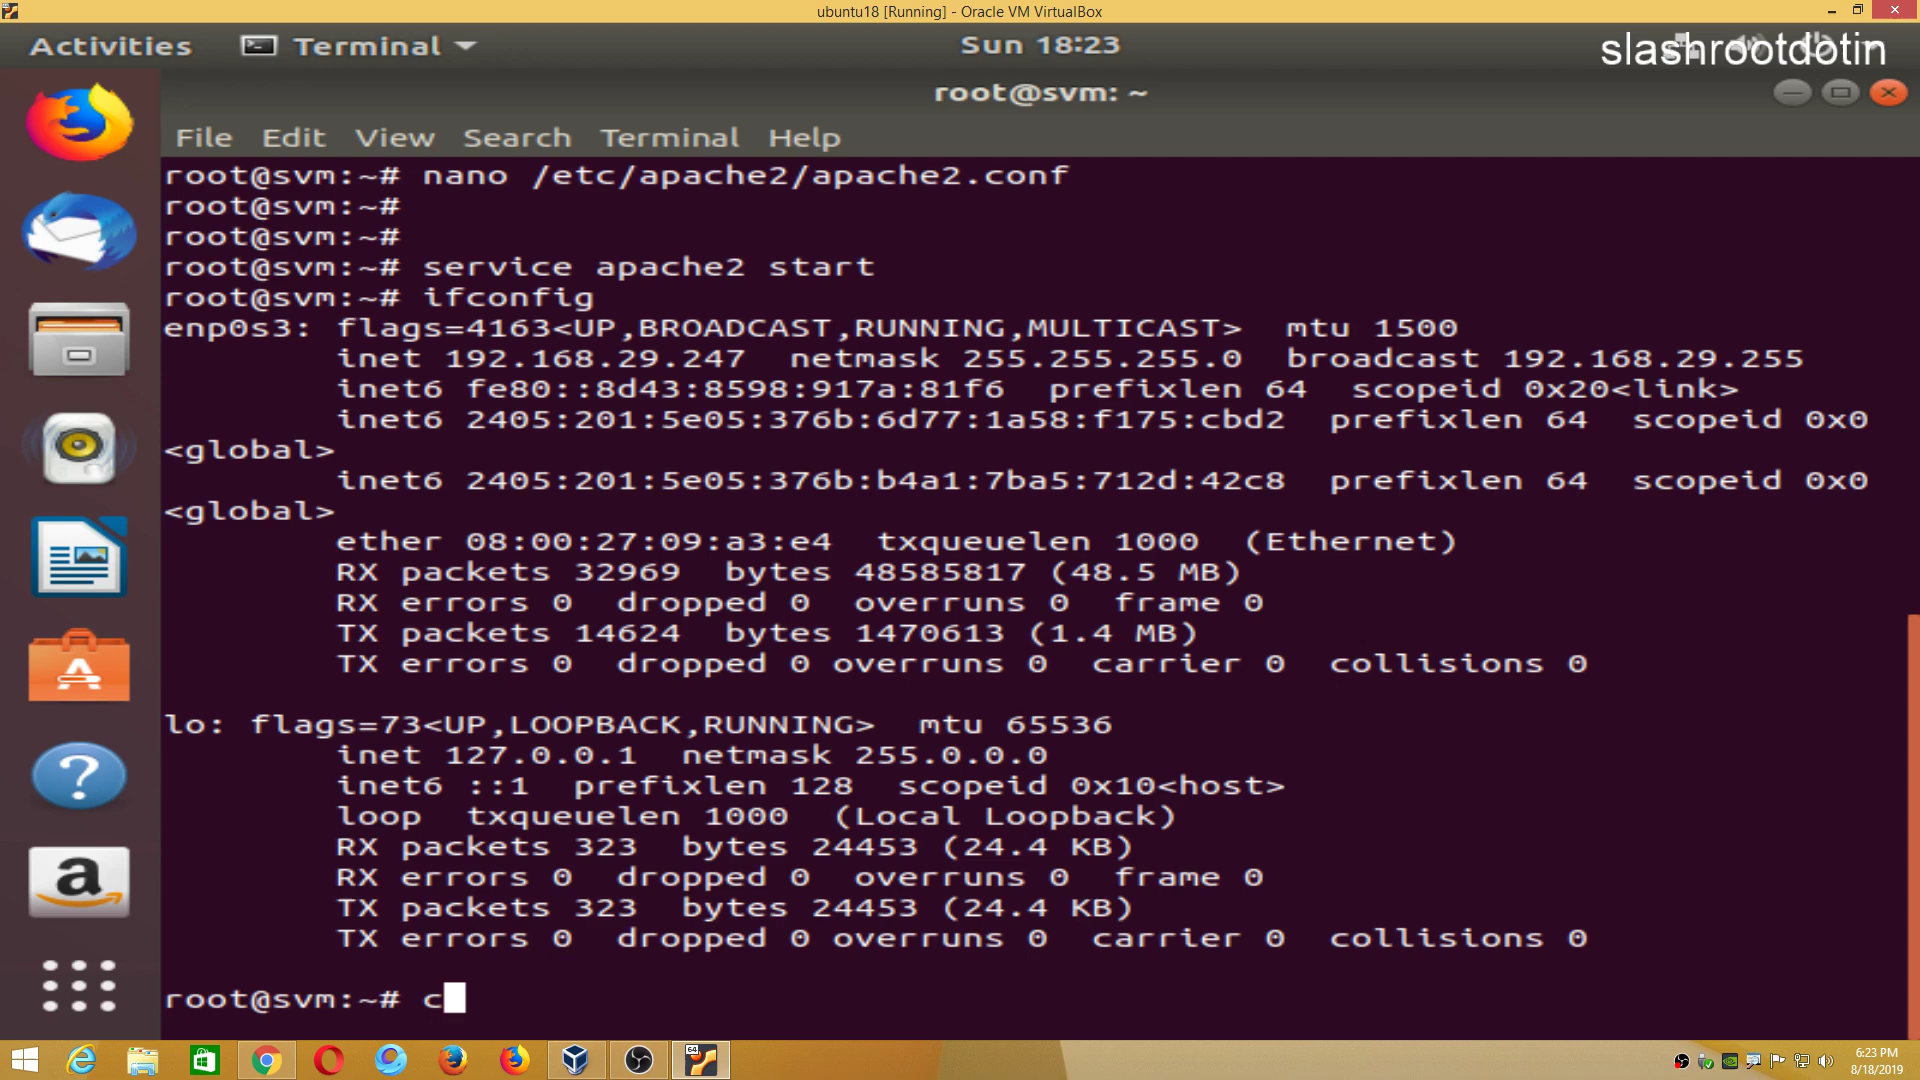 ubuntu18 [Running] - Oracle VM VirtualBox
Activities Terminal Sun 18:23 slashrootdotin
root@svm: ~
File Edit View Search Terminal Help
root@svm:~# nano /etc/apache2/apache2.conf
root@svm:~#
root@svm:~#
root@svm:~# service apache2 start
root@svm:~# ifconfig
enp0s3: flags=4163<UP,BROADCAST,RUNNING,MULTICAST>  mtu 1500
        inet 192.168.29.247  netmask 255.255.255.0  broadcast 192.168.29.255
        inet6 fe80::8d43:8598:917a:81f6  prefixlen 64  scopeid 0x20<link>
        inet6 2405:201:5e05:376b:6d77:1a58:f175:cbd2  prefixlen 64  scopeid 0x0
<global>
        inet6 2405:201:5e05:376b:b4a1:7ba5:712d:42c8  prefixlen 64  scopeid 0x0
<global>
        ether 08:00:27:09:a3:e4  txqueuelen 1000  (Ethernet)
        RX packets 32969  bytes 48585817 (48.5 MB)
        RX errors 0  dropped 0  overruns 0  frame 0
        TX packets 14624  bytes 1470613 (1.4 MB)
        TX errors 0  dropped 0 overruns 0  carrier 0  collisions 0
lo: flags=73<UP,LOOPBACK,RUNNING>  mtu 65536
        inet 127.0.0.1  netmask 255.0.0.0
        inet6 ::1  prefixlen 128  scopeid 0x10<host>
        loop  txqueuelen 1000  (Local Loopback)
        RX packets 323  bytes 24453 (24.4 KB)
        RX errors 0  dropped 0  overruns 0  frame 0
        TX packets 323  bytes 24453 (24.4 KB)
        TX errors 0  dropped 0 overruns 0  carrier 0  collisions 0
root@svm:~# c
64
6:23 PM
8/18/2019